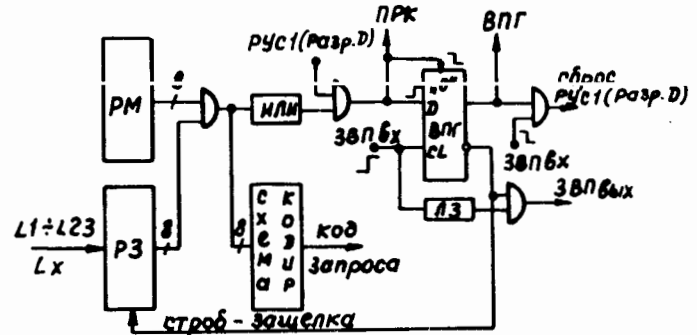 ПРК
ВПГ
РУС1 (Разр. D)
сброс
РУС1 (Разр. D)
РМ
8
ИЛИ
"0"
D
ВПГ
CL
ЗВПвх
ЗВПвх
ЗВПвых
ЛЗ
L1÷L23
Lx
РЗ
8
8
схема
кодир
код
запроса
строб-защелка